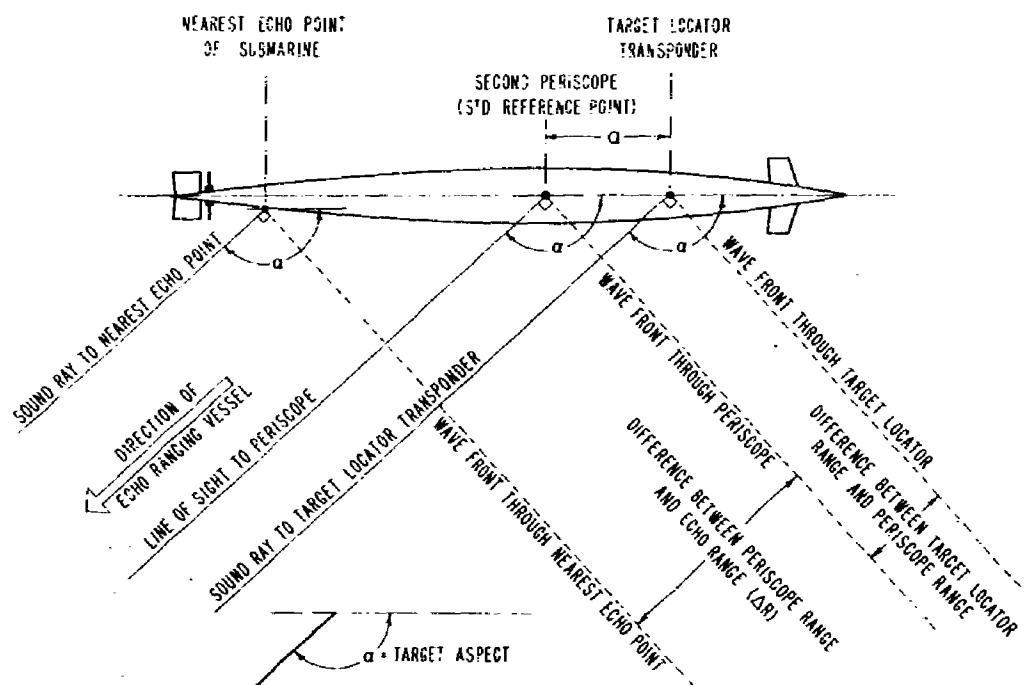 NEAREST ECHO POINT
OF SUBMARINE
TARGET LOCATOR
TRANSPONDER
SECOND PERISCOPE
(STD REFERENCE POINT)
a
α
α
α
SOUND RAY TO NEAREST ECHO POINT
DIRECTION OF
ECHO RANGING VESSEL
LINE OF SIGHT TO PERISCOPE
SOUND RAY TO TARGET LOCATOR TRANSPONDER
WAVE FRONT THROUGH NEAREST ECHO POINT
WAVE FRONT THROUGH PERISCOPE
WAVE FRONT THROUGH TARGET LOCATOR
DIFFERENCE BETWEEN PERISCOPE RANGE
AND ECHO RANGE (ΔR)
DIFFERENCE BETWEEN TARGET LOCATOR
RANGE AND PERISCOPE RANGE
α = TARGET ASPECT